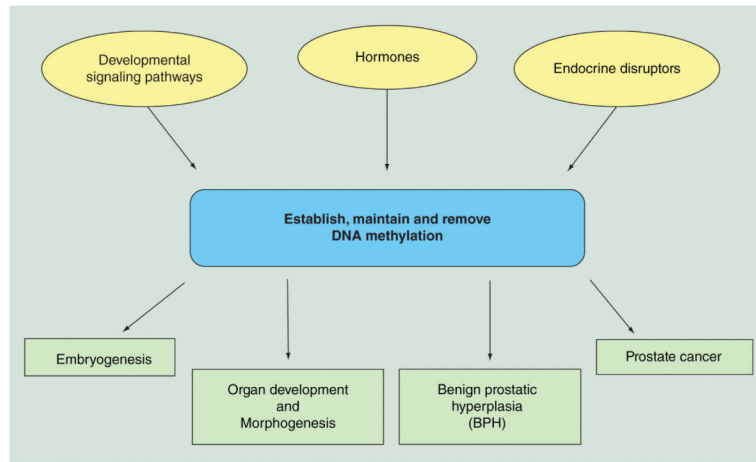 Developmental
signaling pathways
Hormones
Endocrine disruptors
Establish, maintain and remove
DNA methylation
Embryogenesis
Organ development
and
Morphogenesis
Benign prostatic
hyperplasia
(BPH)
Prostate cancer